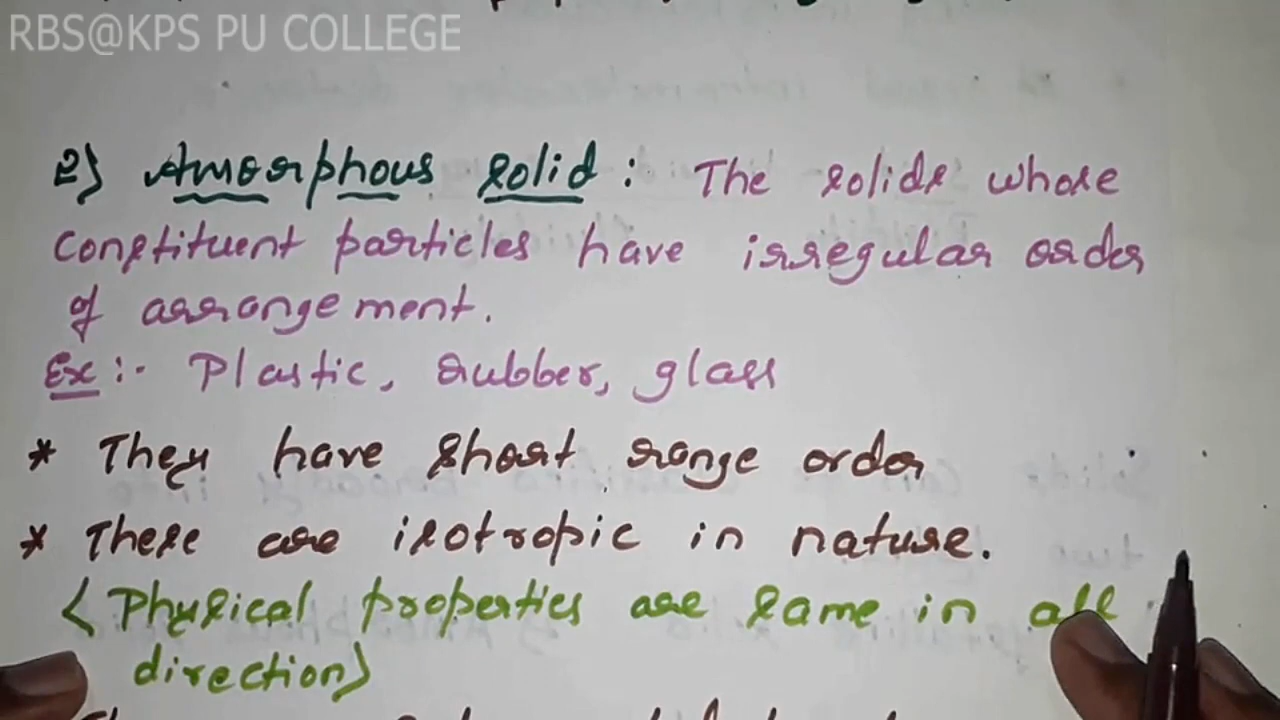 RBS@KPS PU COLLEGE
2) Amorphous solid : The solids whose
constituent particles have irregular order
of arrangement.
Ex :- Plastic, rubber, glass
* They have short range order
* These are isotropic in nature.
(Physical properties are same in all
direction)